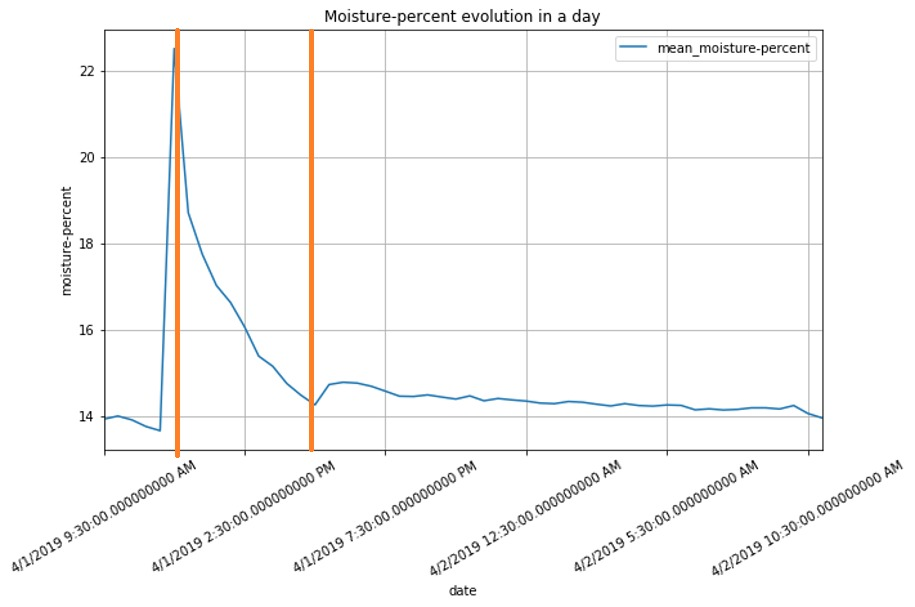 Moisture-percent evolution in a day
mean_moisture-percent
moisture-percent
22
20
18
16
14
4/1/2019 9:30:00.000000000 AM
4/1/2019 2:30:00.000000000 PM
4/1/2019 7:30:00.000000000 PM
4/2/2019 12:30:00.000000000 AM
4/2/2019 5:30:00.000000000 AM
4/2/2019 10:30:00.000000000 AM
date